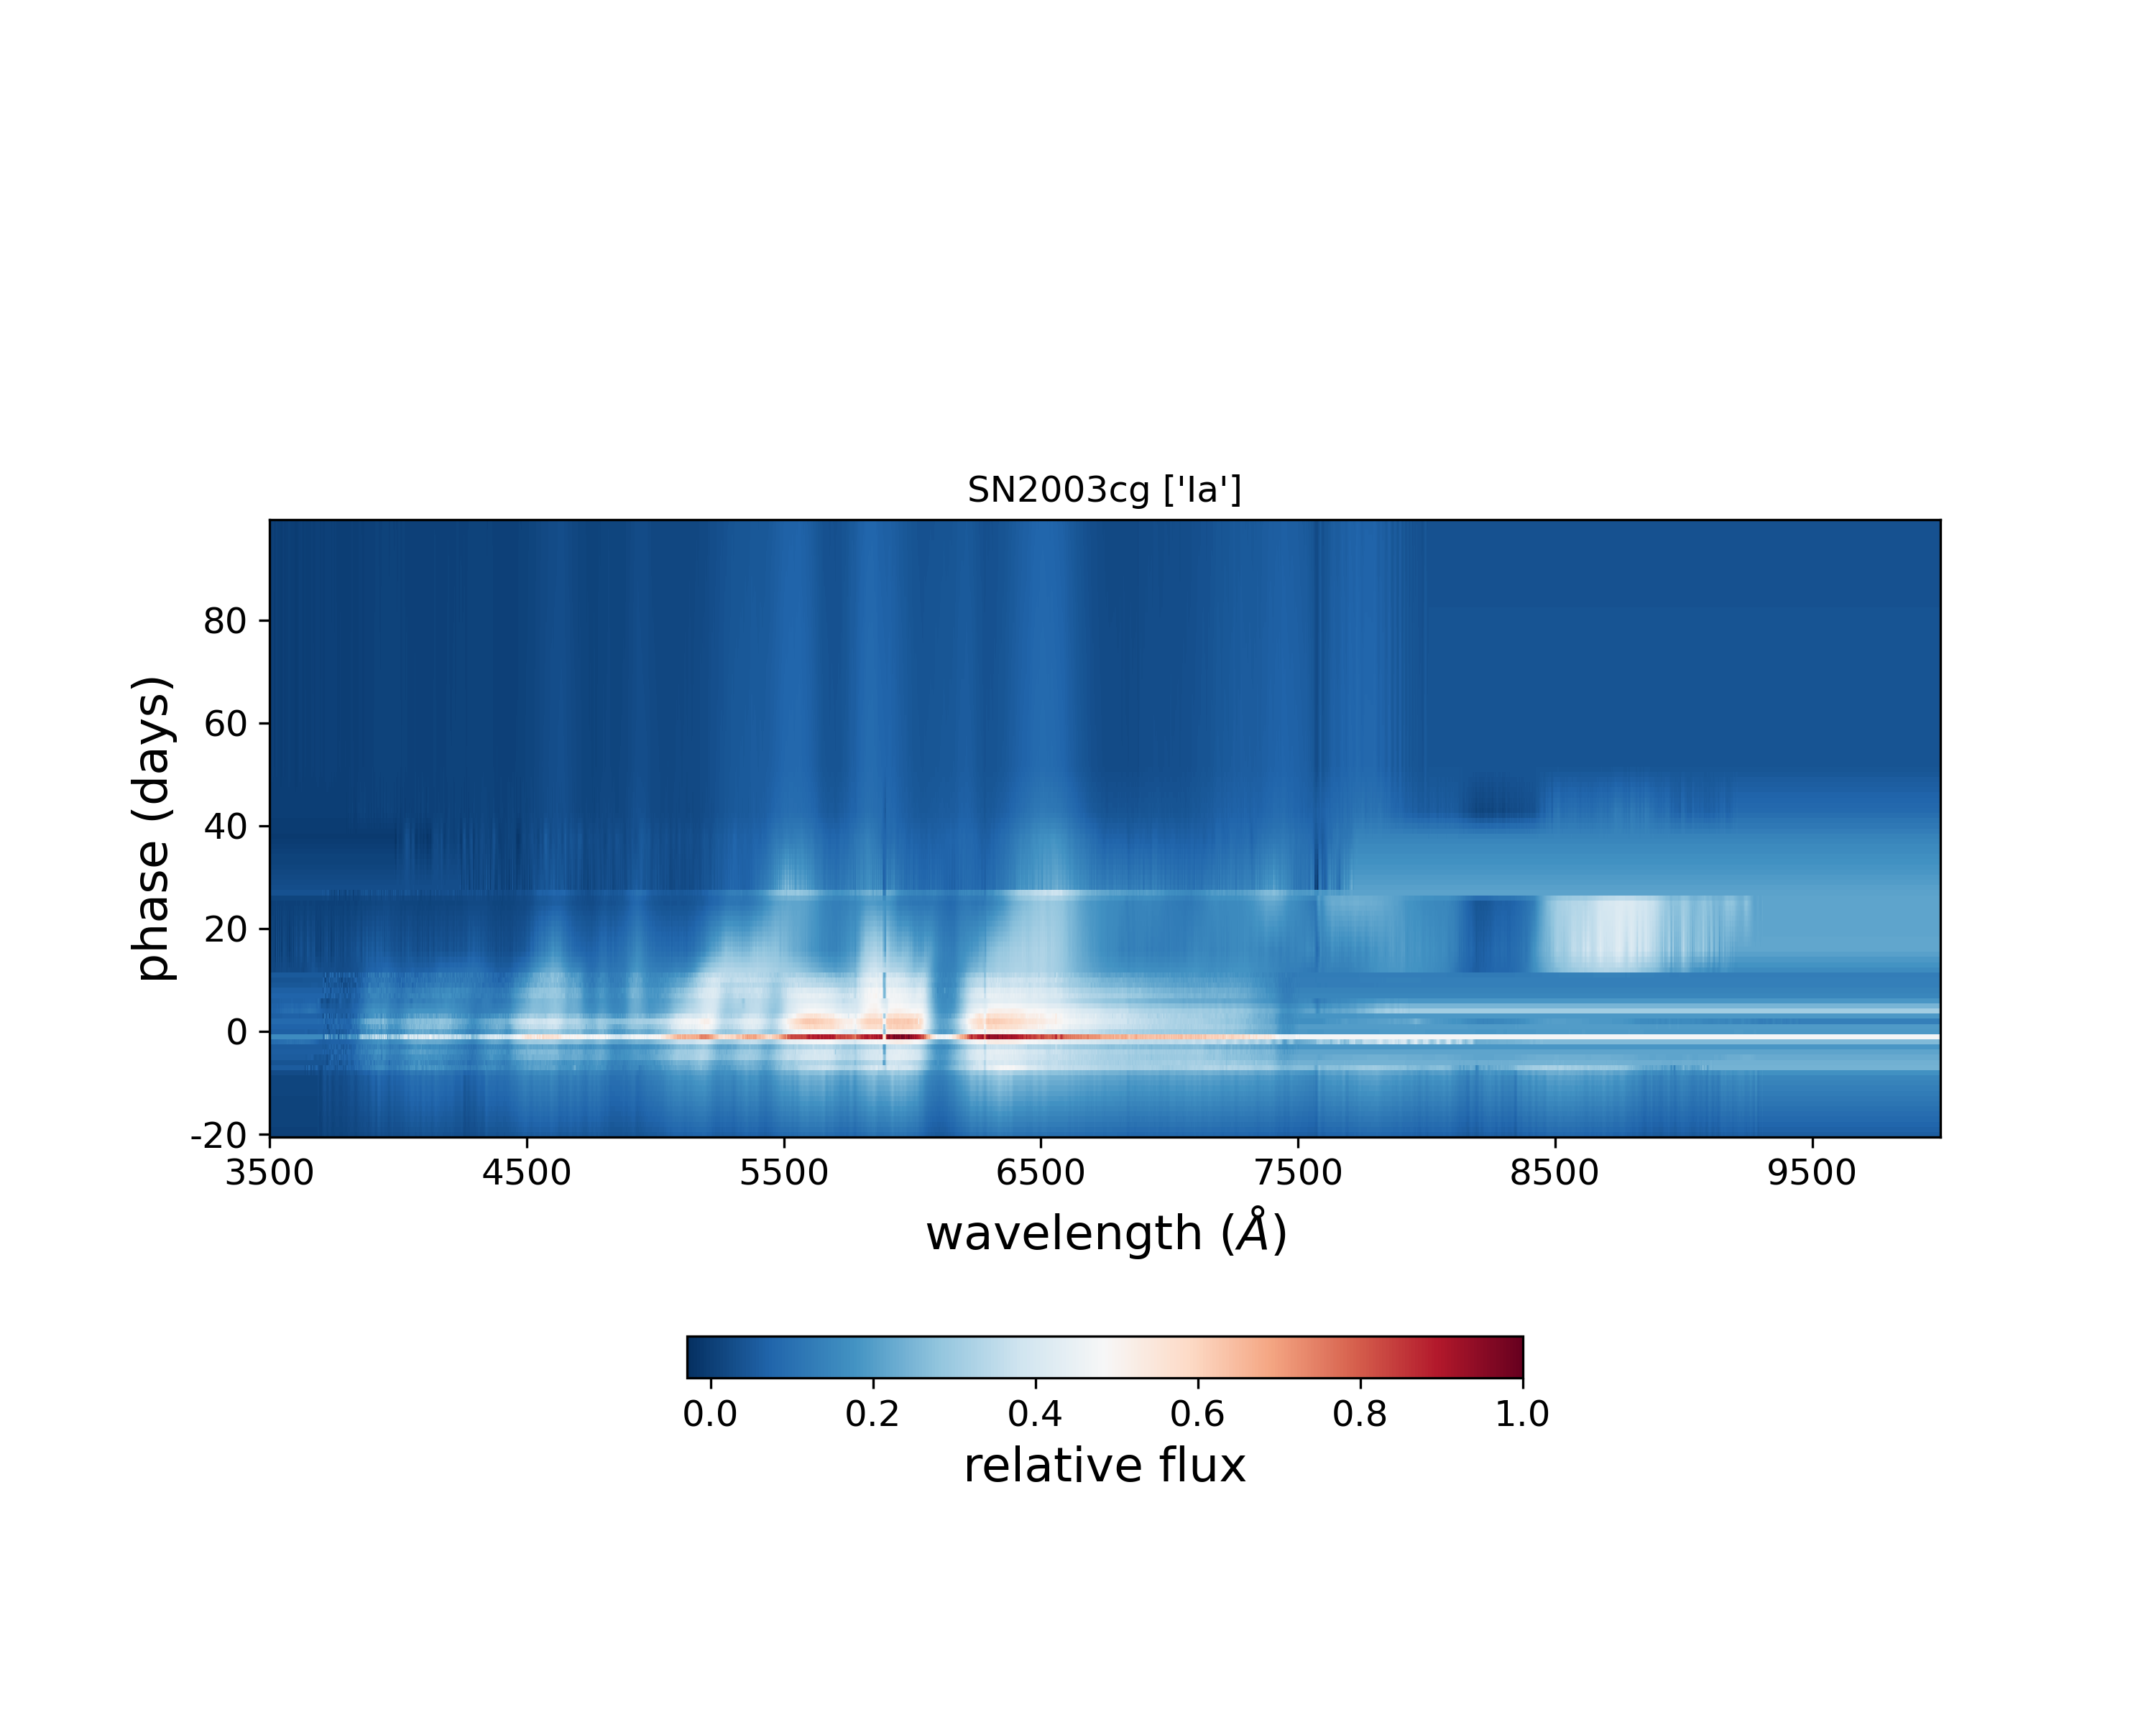 SN2003cg ['Ia']
phase (days)
80
60
40
20
0
-20
3500 4500 5500 6500 7500 8500 9500
wavelength (Å)
0.0 0.2 0.4 0.6 0.8 1.0
relative flux